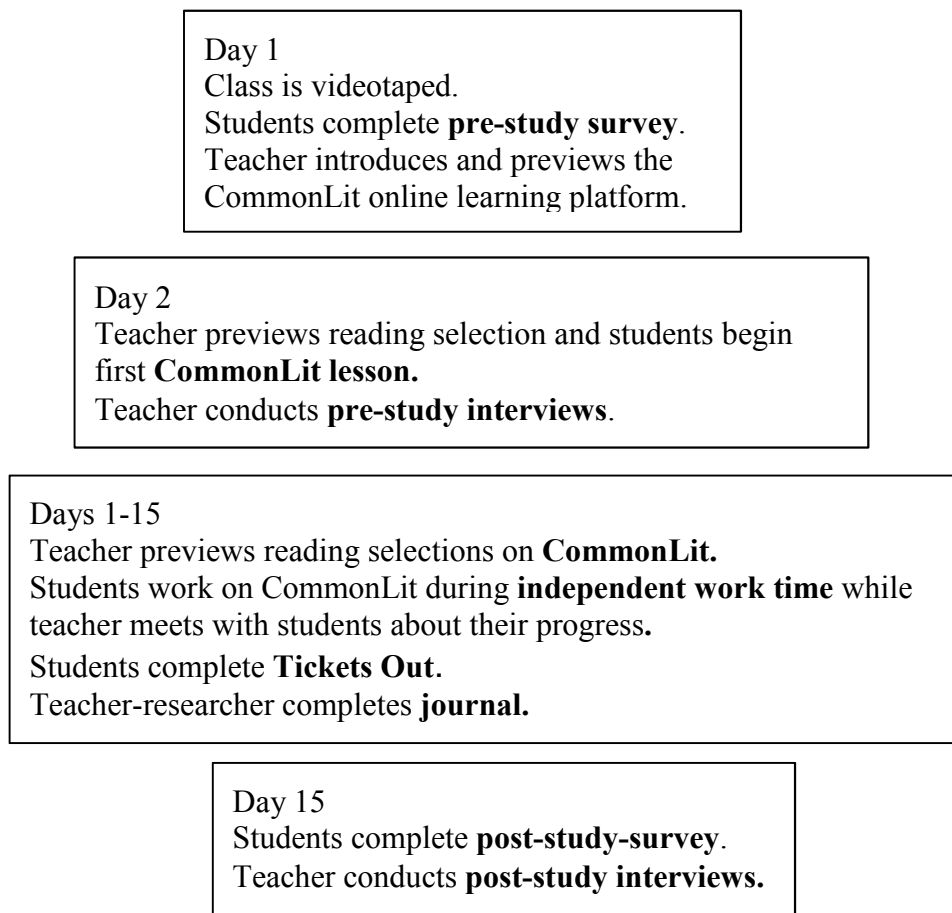 Day 1
Class is videotaped.
Students complete pre-study survey.
Teacher introduces and previews the
CommonLit online learning platform.
Day 2
Teacher previews reading selection and students begin
first CommonLit lesson.
Teacher conducts pre-study interviews.
Days 1-15
Teacher previews reading selections on CommonLit.
Students work on CommonLit during independent work time while
teacher meets with students about their progress.
Students complete Tickets Out.
Teacher-researcher completes journal.
Day 15
Students complete post-study-survey.
Teacher conducts post-study interviews.